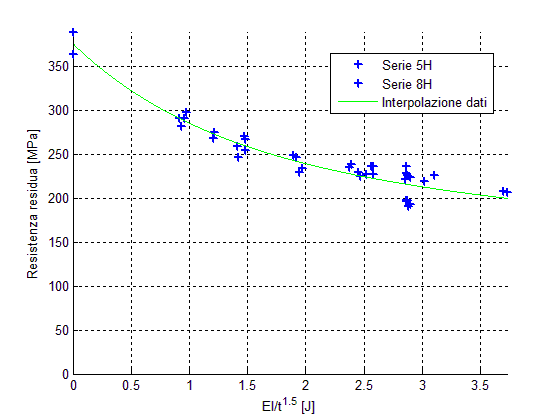 Serie 5H
Serie 8H
Interpolazione dati
Resistenza residua [MPa]
350
300
250
200
150
100
50
0
0 0.5 1 1.5 2 2.5 3 3.5
EI/t^1.5 [J]